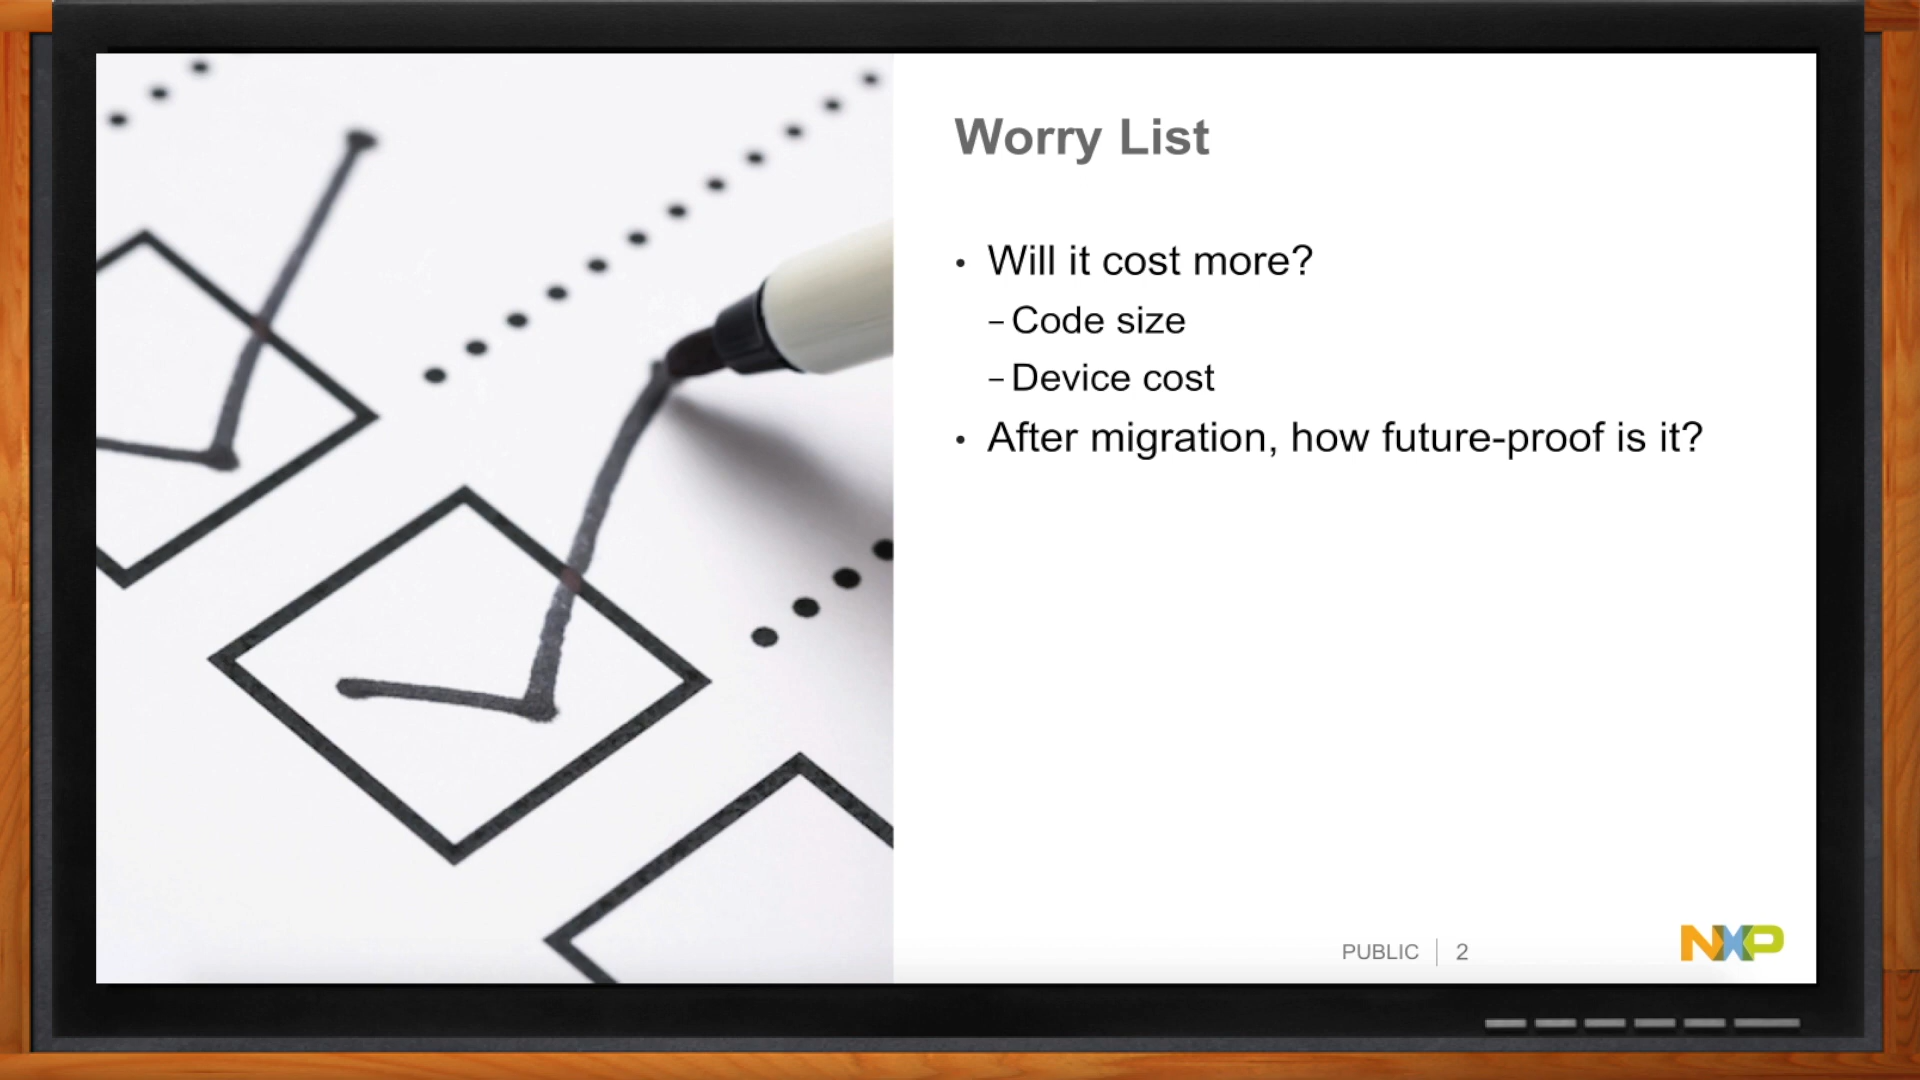 Worry List
• Will it cost more?
– Code size
– Device cost
• After migration, how future-proof is it?
PUBLIC | 2
NXP